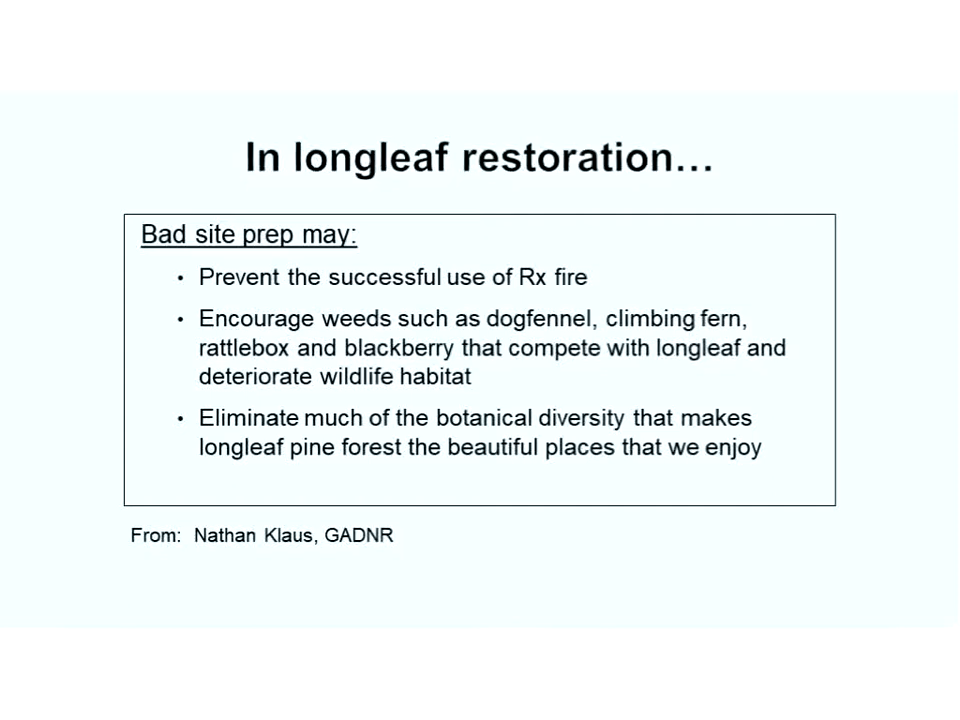 In longleaf restoration…
Bad site prep may:
• Prevent the successful use of Rx fire
• Encourage weeds such as dogfennel, climbing fern,
rattlebox and blackberry that compete with longleaf and
deteriorate wildlife habitat
• Eliminate much of the botanical diversity that makes
longleaf pine forest the beautiful places that we enjoy
From: Nathan Klaus, GADNR